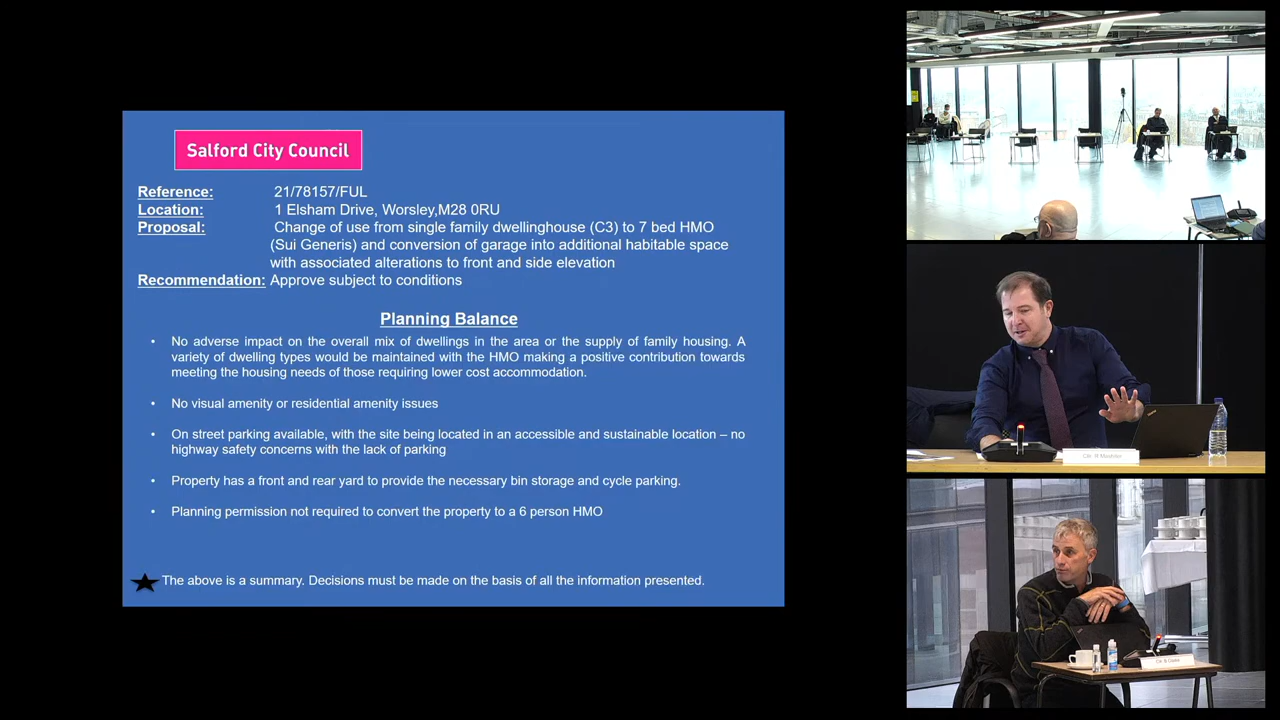 Salford City Council
Reference: 21/78157/FUL
Location: 1 Elsham Drive, Worsley,M28 0RU
Proposal: Change of use from single family dwellinghouse (C3) to 7 bed HMO
(Sui Generis) and conversion of garage into additional habitable space
with associated alterations to front and side elevation
Recommendation: Approve subject to conditions
Planning Balance
• No adverse impact on the overall mix of dwellings in the area or the supply of family housing. A
variety of dwelling types would be maintained with the HMO making a positive contribution towards
meeting the housing needs of those requiring lower cost accommodation.
• No visual amenity or residential amenity issues
• On street parking available, with the site being located in an accessible and sustainable location – no
highway safety concerns with the lack of parking
• Property has a front and rear yard to provide the necessary bin storage and cycle parking.
• Planning permission not required to convert the property to a 6 person HMO
The above is a summary. Decisions must be made on the basis of all the information presented.